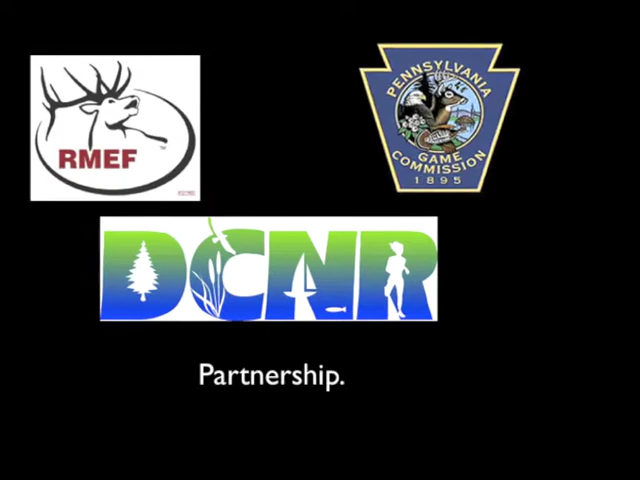 RMEF
PENNSYLVANIA
GAME
COMMISSION
1895
DCNR
Partnership.